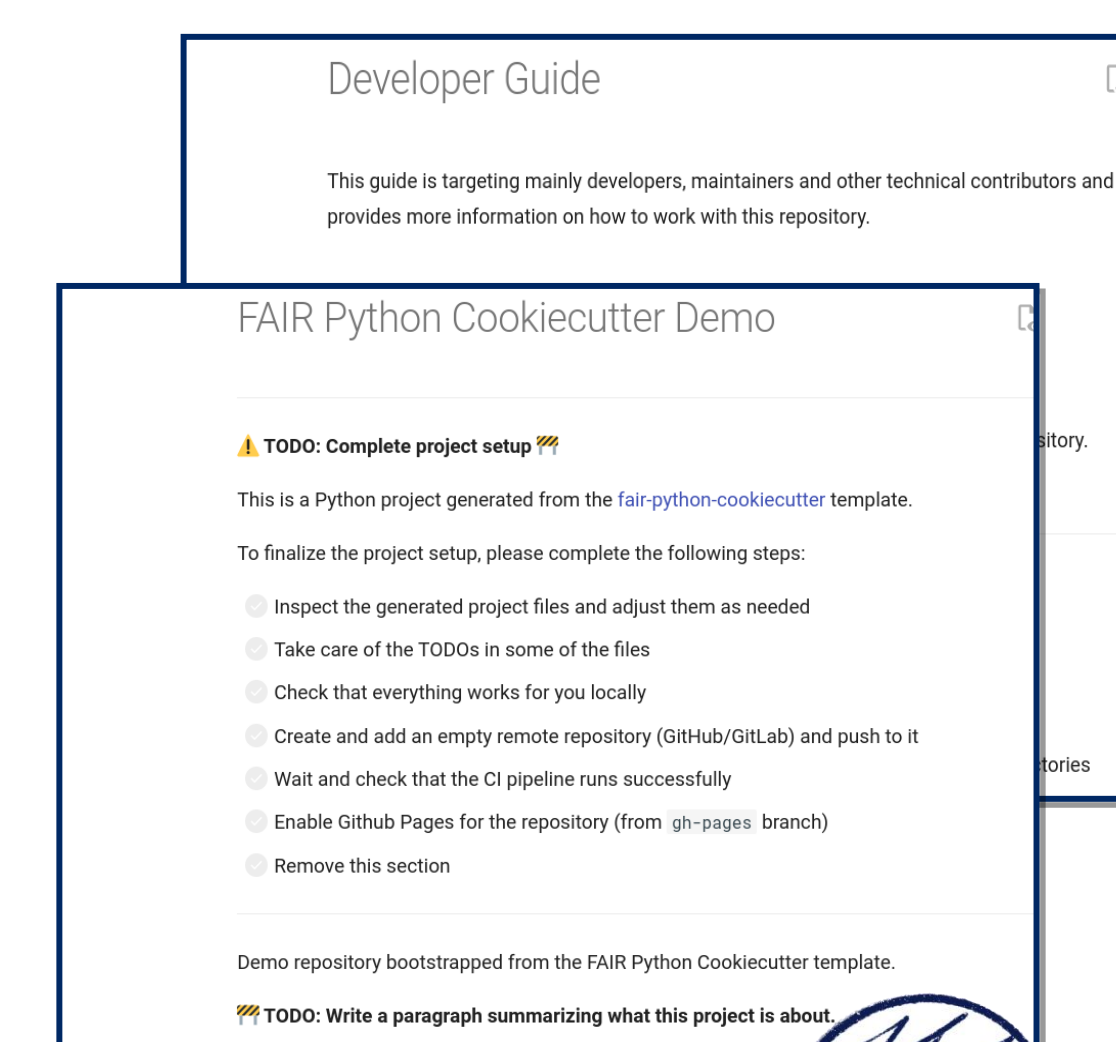 Developer Guide
This guide is targeting mainly developers, maintainers and other technical contributors and
provides more information on how to work with this repository.
FAIR Python Cookiecutter Demo
⚠️ TODO: Complete project setup 🚧
This is a Python project generated from the fair-python-cookiecutter template.
To finalize the project setup, please complete the following steps:
Inspect the generated project files and adjust them as needed
Take care of the TODOs in some of the files
Check that everything works for you locally
Create and add an empty remote repository (GitHub/GitLab) and push to it
Wait and check that the CI pipeline runs successfully
Enable Github Pages for the repository (from gh-pages branch)
Remove this section
Demo repository bootstrapped from the FAIR Python Cookiecutter template.
🚧 TODO: Write a paragraph summarizing what this project is about.